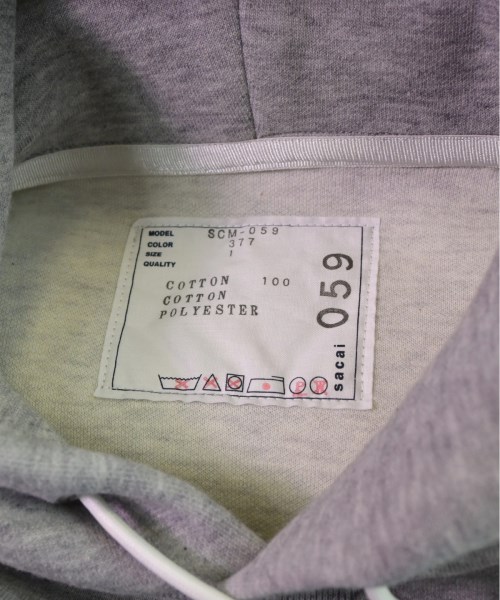 MODEL SCM-059
COLOR 377
SIZE 1
QUALITY
COTTON 100
COTTON
POLYESTER
P W
sacai 059